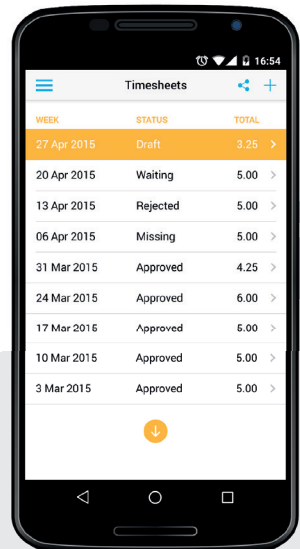 16:54
Timesheets
WEEK STATUS TOTAL
27 Apr 2015 Draft 3.25
20 Apr 2015 Waiting 5.00
13 Apr 2015 Rejected 5.00
06 Apr 2015 Missing 5.00
31 Mar 2015 Approved 4.25
24 Mar 2015 Approved 6.00
17 Mar 2015 Approved 5.00
10 Mar 2015 Approved 5.00
3 Mar 2015 Approved 5.00